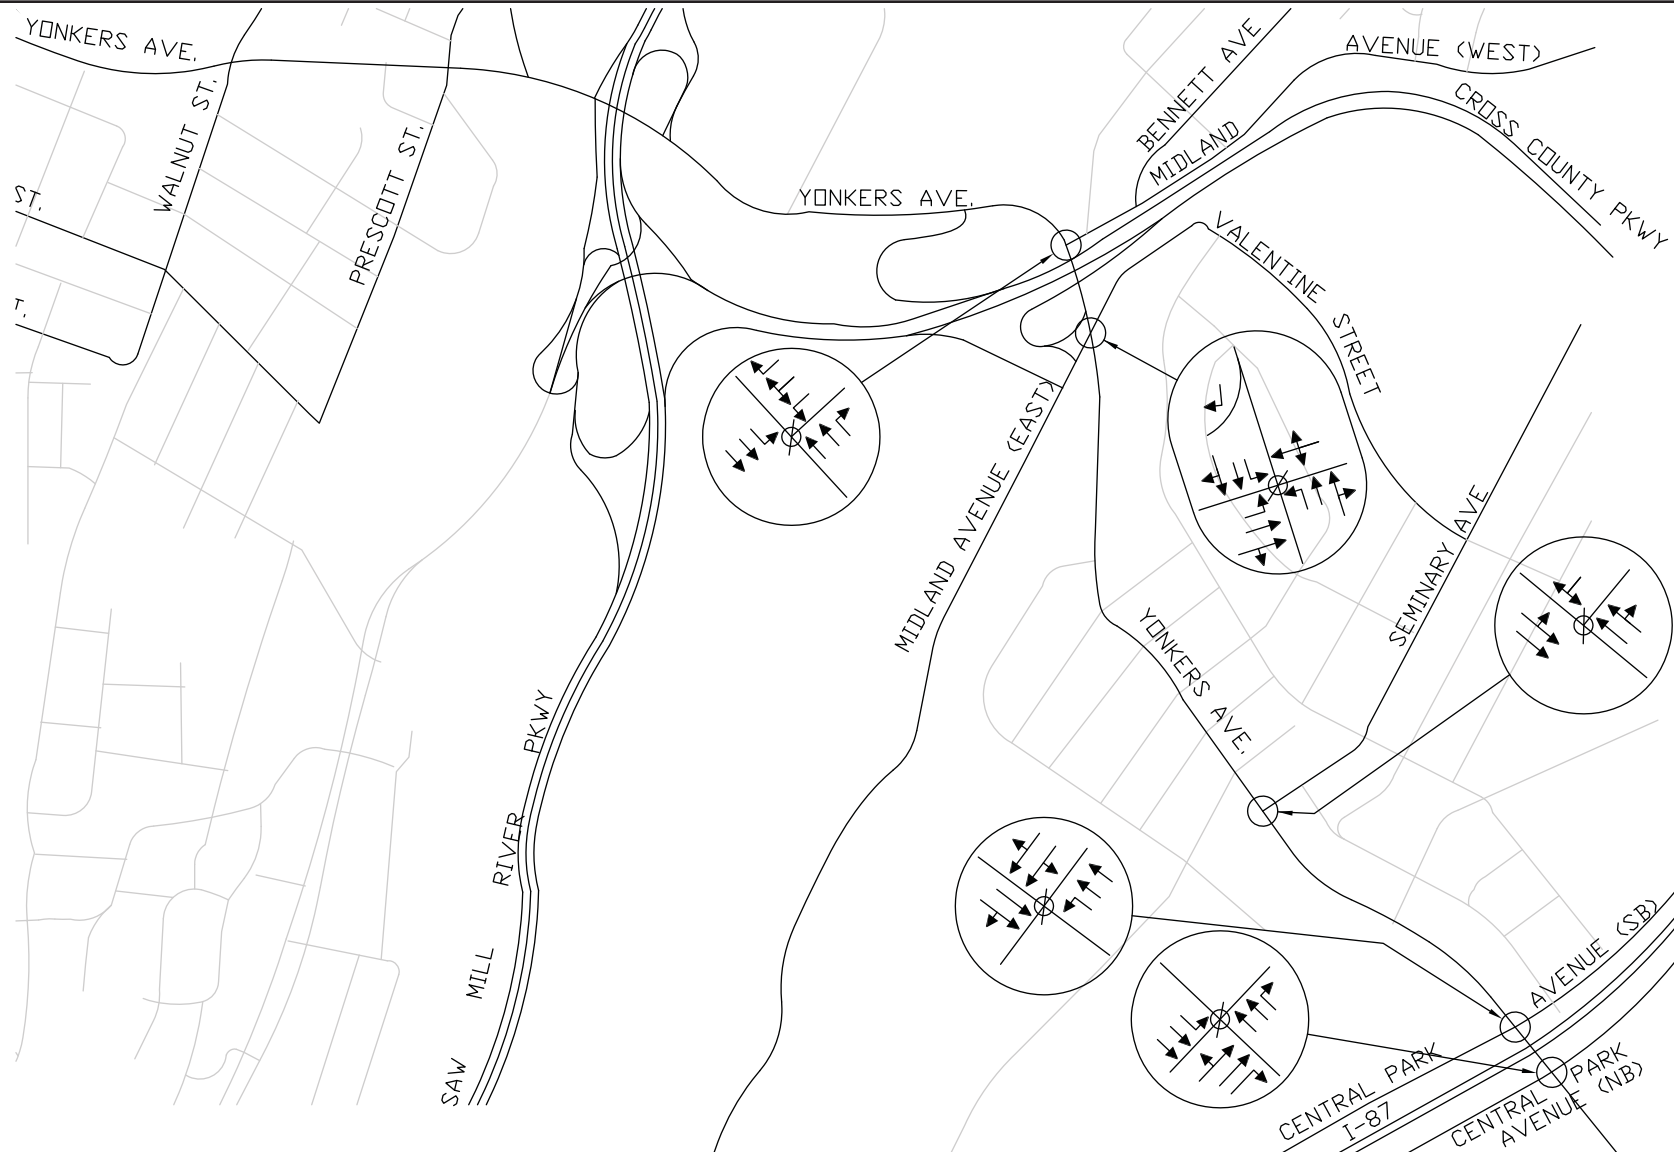 YONKERS AVE.
WALNUT ST.
PRESCOTT ST.
ST.
T.
YONKERS AVE.
BENNETT AVE
MIDLAND
AVENUE (WEST)
CROSS COUNTY PKWY
VALENTINE
STREET
MIDLAND AVENUE (EAST)
SEMINARY AVE
YONKERS AVE.
SAW MILL RIVER PKWY
CENTRAL PARK
AVENUE (SB)
I-87
CENTRAL PARK
AVENUE (NB)